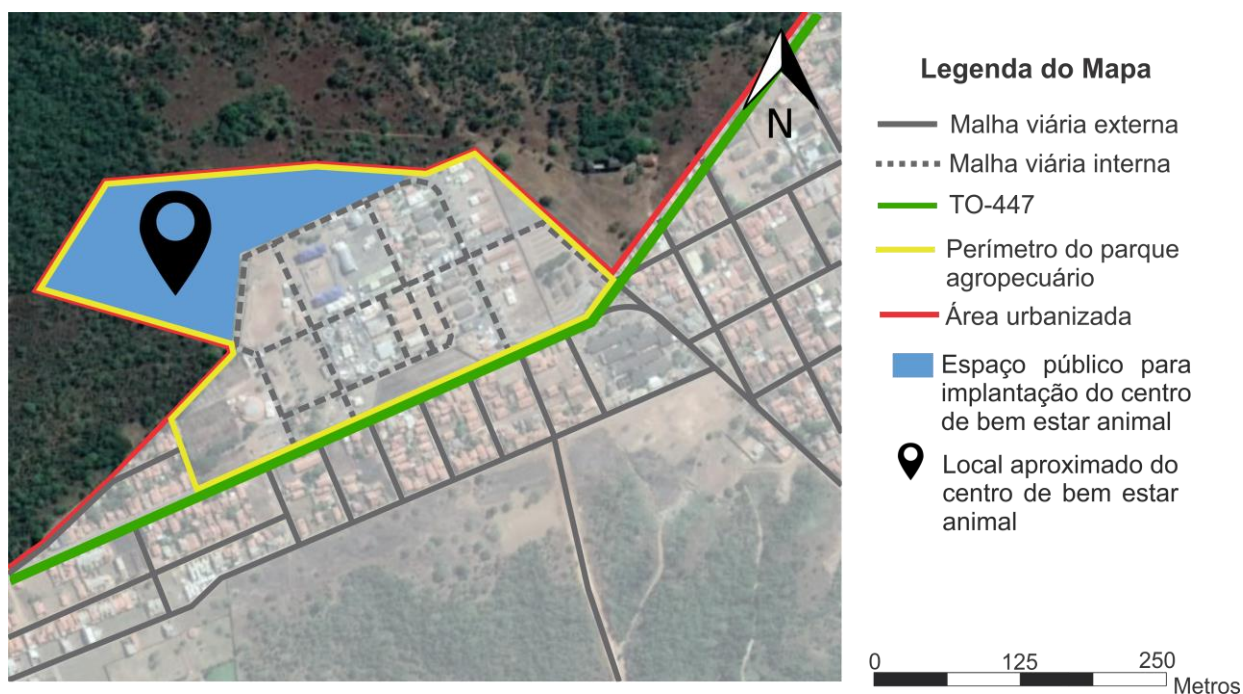 N
Legenda do Mapa
Malha viária externa
Malha viária interna
TO-447
Perímetro do parque
agropecuário
Área urbanizada
Espaço público para
implantação do centro
de bem estar animal
Local aproximado do
centro de bem estar
animal
0 125 250
Metros